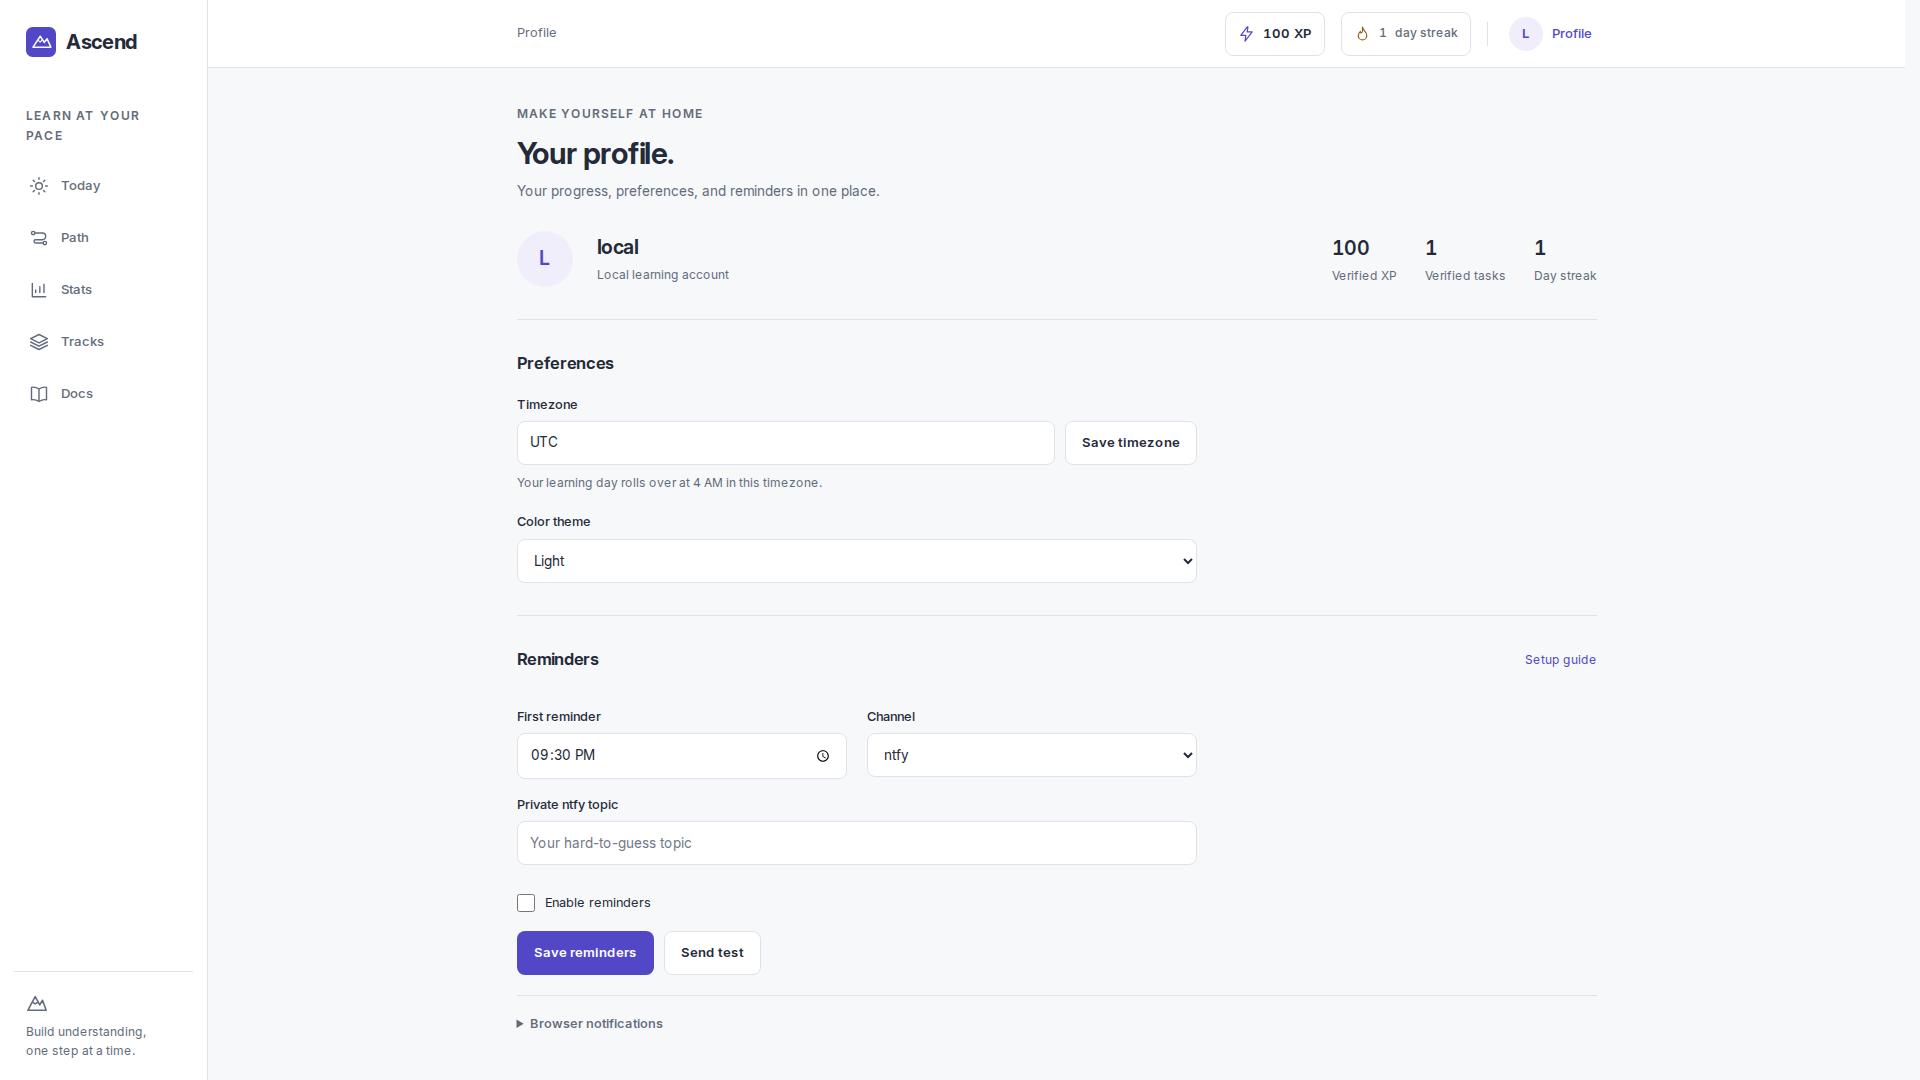 Ascend
LEARN AT YOUR
PACE
Today
Path
Stats
Tracks
Docs
Build understanding,
one step at a time.
Profile
100 XP
1 day streak
L
Profile
MAKE YOURSELF AT HOME
Your profile.
Your progress, preferences, and reminders in one place.
L
local
Local learning account
100
Verified XP
1
Verified tasks
1
Day streak
Preferences
Timezone
UTC
Save timezone
Your learning day rolls over at 4 AM in this timezone.
Color theme
Light
Reminders
Setup guide
First reminder
09:30 PM
Channel
ntfy
Private ntfy topic
Your hard-to-guess topic
Enable reminders
Save reminders
Send test
Browser notifications